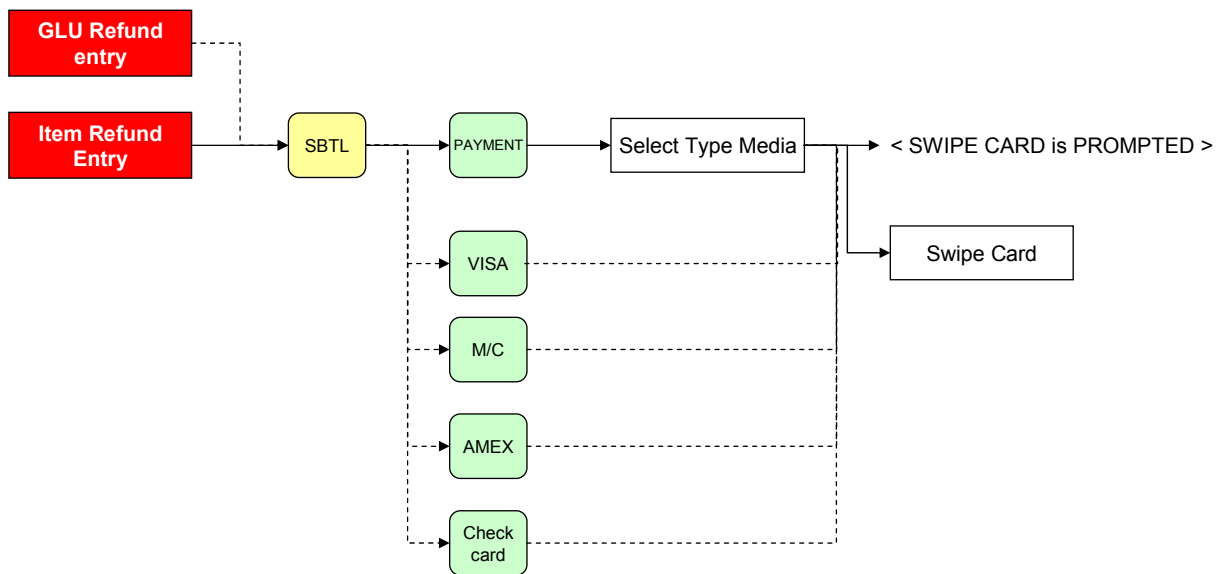 GLU Refund
entry
Item Refund
Entry
SBTL
PAYMENT
Select Type Media
< SWIPE CARD is PROMPTED >
VISA
Swipe Card
M/C
AMEX
Check
card